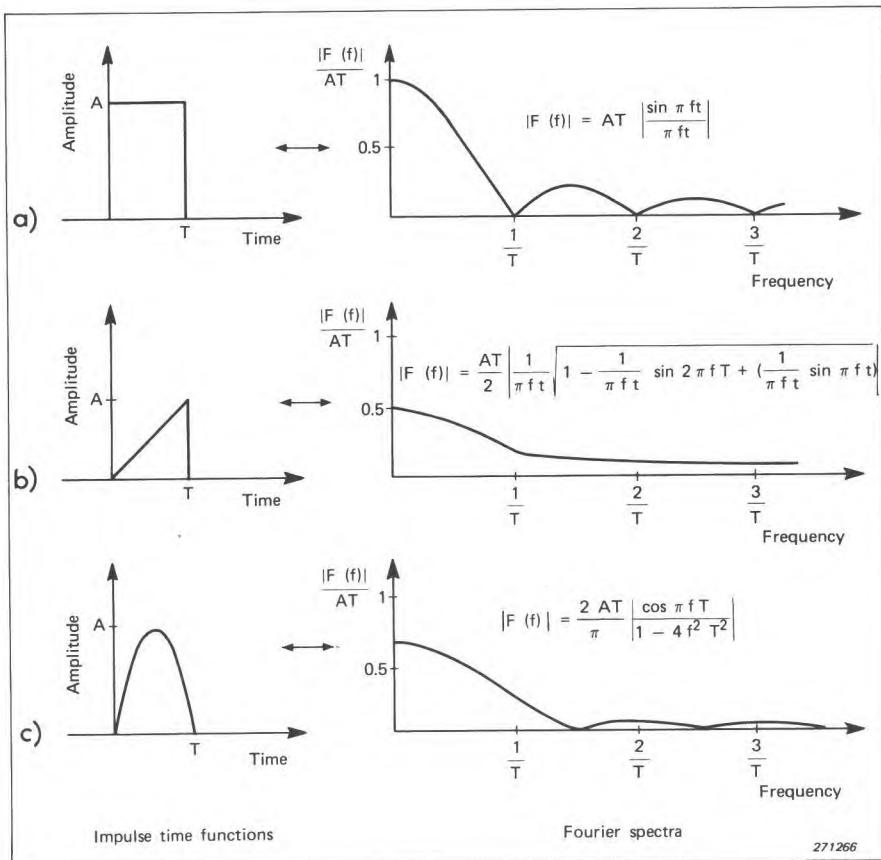 |F (f)|
AT
Amplitude
A
1
0.5
|F (f)| = AT |sin π ft / π ft|
a)
T
Time
1/T
2/T
3/T
Frequency
|F (f)|
AT
Amplitude
A
1
0.5
|F (f)| = AT/2 |1/π f t √1 − 1/π f t sin 2 π f T + (1/π f t sin π f t)|
b)
T
Time
1/T
2/T
3/T
Frequency
|F (f)|
AT
Amplitude
A
0.5
|F (f)| = 2 AT/π |cos π f T / 1 − 4 f² T²|
c)
T
Time
1/T
2/T
3/T
Frequency
Impulse time functions
Fourier spectra
271266